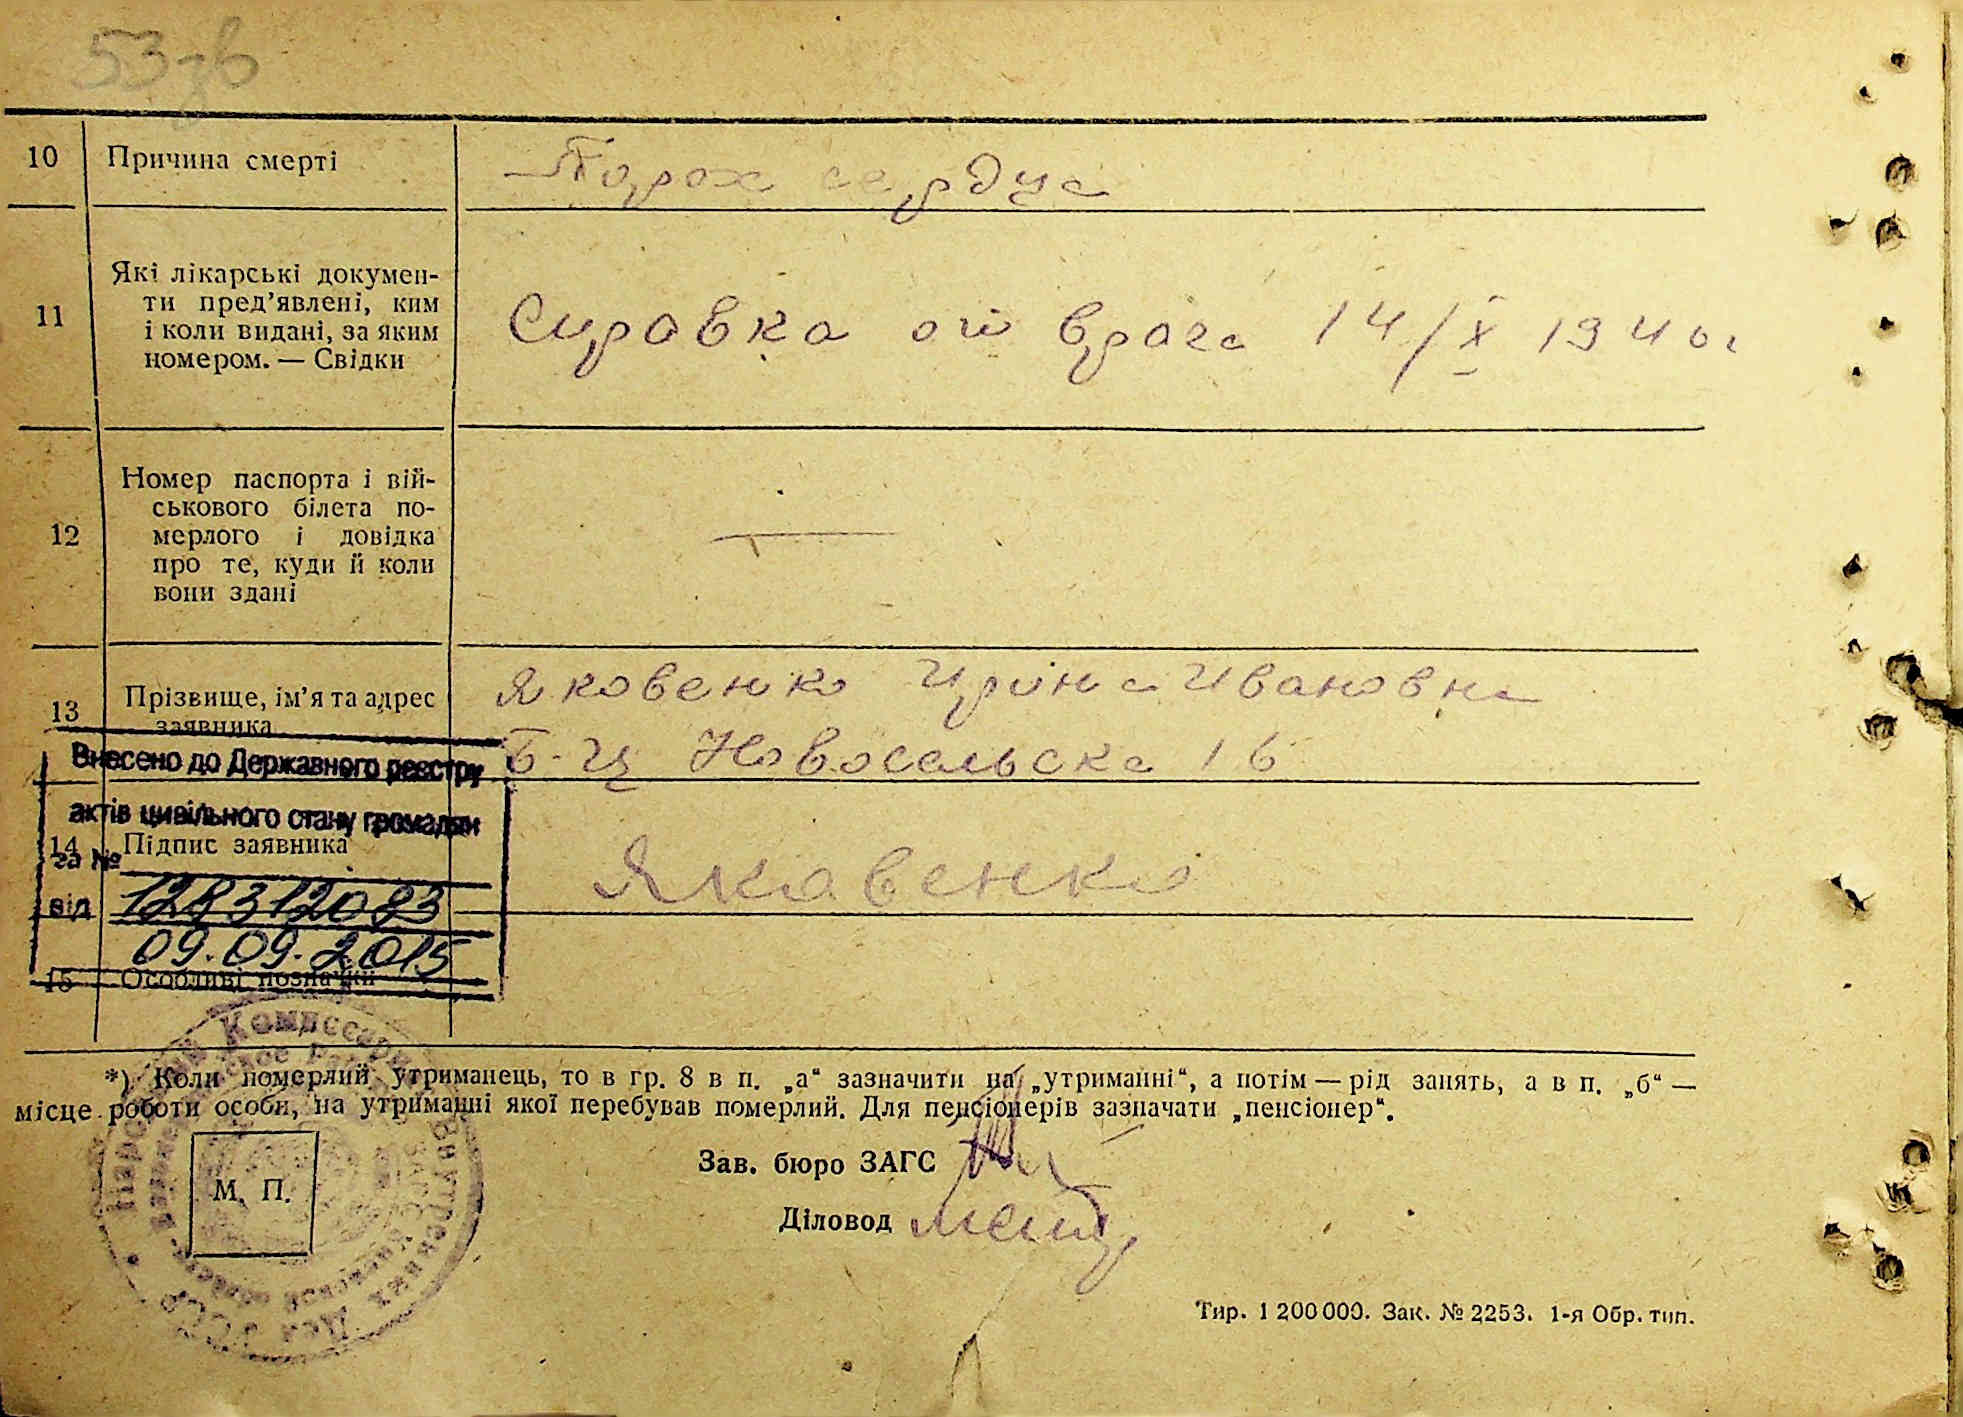 53зв
10 Причина смерті Порох сердца
11 Які лікарські докумен-
ти пред’явлені, ким
і коли видані, за яким
номером. — Свідки
Справка от врача 14/X 1940 г
12 Номер паспорта і вій-
ськового білета по-
мерлого і довідка
про те, куди й коли
вони здані
—
13 Прізвище, ім’я та адрес
заявника
Яковенко Ирина Ивановна
Б-Ц Новосельска 16
Внесено до Державного реєстру
актів цивільного стану громадян
за №
14 Підпис заявника Яковенко
від 128312083
09.09.2015
15 Особливі позначки
*) Коли померлий утриманець, то в гр. 8 в п. „а“ зазначити на „утриманні“, а потім — рід занять, а в п. „б“ —
місце роботи особи, на утриманні якої перебував померлий. Для пенсіонерів зазначати „пенсіонер“.
М. П.
Зав. бюро ЗАГС
Діловод
Тир. 1 200 000. Зак. № 2253. 1-я Обр. тип.